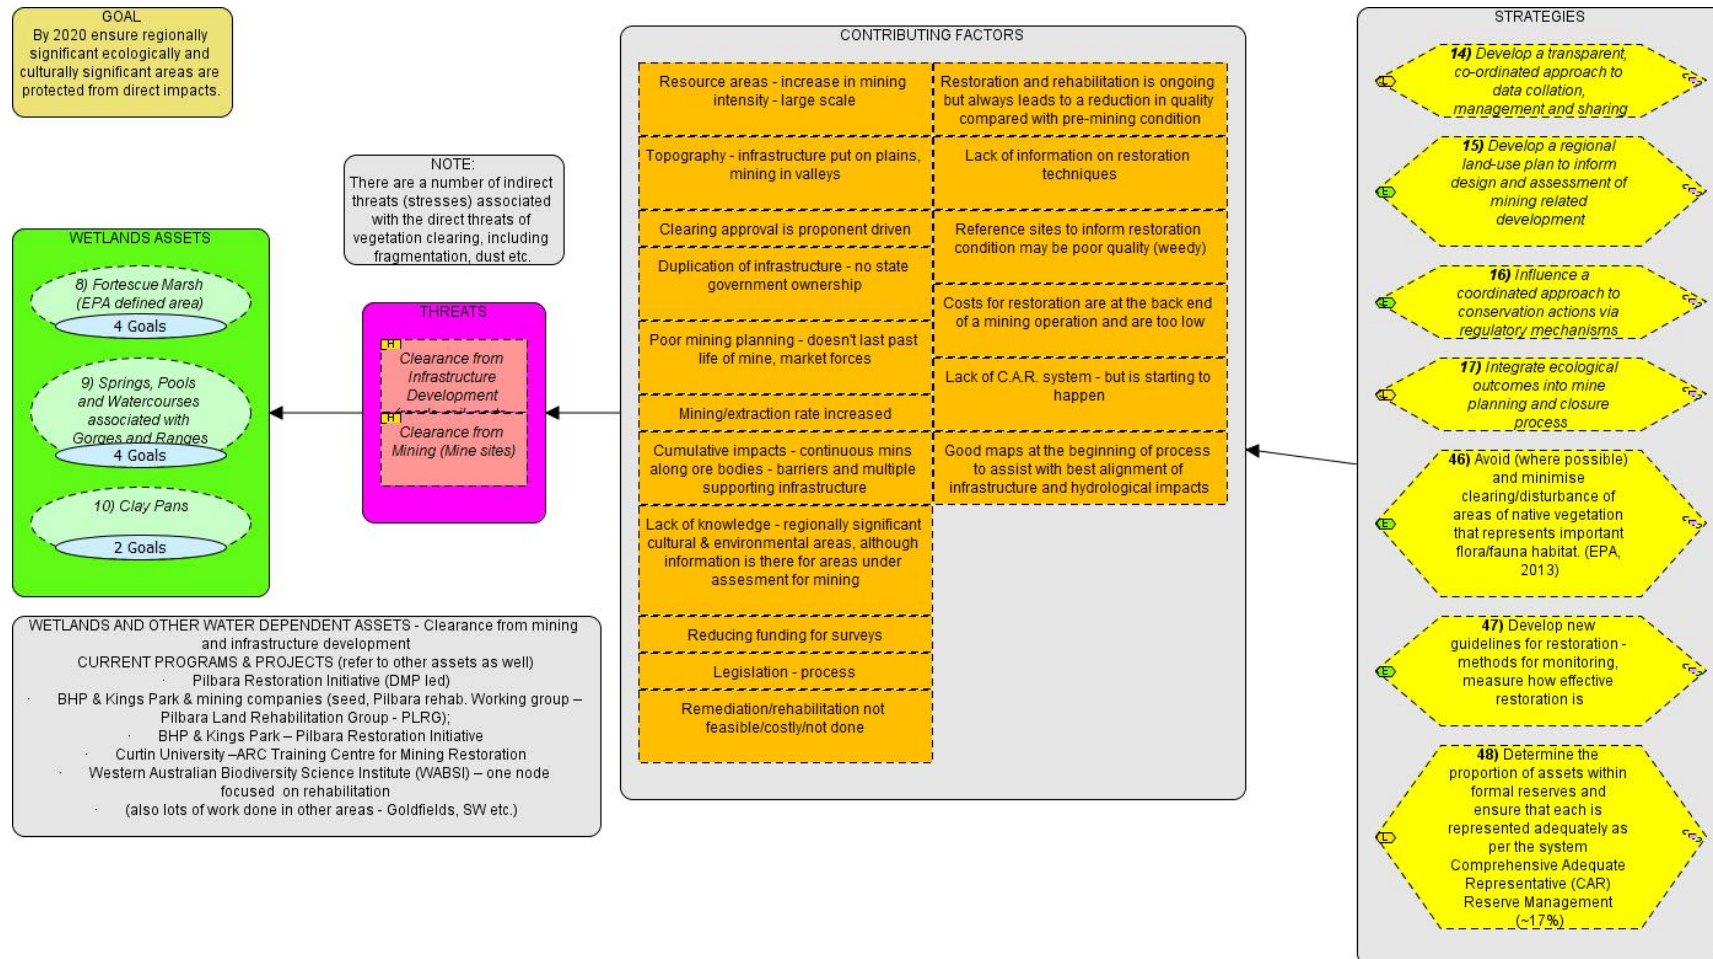 GOAL
By 2020 ensure regionally
significant ecologically and
culturally significant areas are
protected from direct impacts.
NOTE:
There are a number of indirect
threats (stresses) associated
with the direct threats of
vegetation clearing, including
fragmentation, dust etc.
WETLANDS ASSETS
8) Fortescue Marsh
(EPA defined area)
4 Goals
9) Springs, Pools
and Watercourses
associated with
Gorges and Ranges
4 Goals
10) Clay Pans
2 Goals
THREATS
H
Clearance from
Infrastructure
Development
H
Clearance from
Mining (Mine sites)
WETLANDS AND OTHER WATER DEPENDENT ASSETS - Clearance from mining
and infrastructure development
CURRENT PROGRAMS & PROJECTS (refer to other assets as well)
· Pilbara Restoration Initiative (DMP led)
· BHP & Kings Park & mining companies (seed, Pilbara rehab. Working group –
Pilbara Land Rehabilitation Group - PLRG);
· BHP & Kings Park – Pilbara Restoration Initiative
· Curtin University –ARC Training Centre for Mining Restoration
· Western Australian Biodiversity Science Institute (WABSI) – one node
focused on rehabilitation
· (also lots of work done in other areas - Goldfields, SW etc.)
CONTRIBUTING FACTORS
Resource areas - increase in mining
intensity - large scale
Topography - infrastructure put on plains,
mining in valleys
Clearing approval is proponent driven
Duplication of infrastructure - no state
government ownership
Poor mining planning - doesn't last past
life of mine, market forces
Mining/extraction rate increased
Cumulative impacts - continuous mins
along ore bodies - barriers and multiple
supporting infrastructure
Lack of knowledge - regionally significant
cultural & environmental areas, although
information is there for areas under
assesment for mining
Reducing funding for surveys
Legislation - process
Remediation/rehabilitation not
feasible/costly/not done
Restoration and rehabilitation is ongoing
but always leads to a reduction in quality
compared with pre-mining condition
Lack of information on restoration
techniques
Reference sites to inform restoration
condition may be poor quality (weedy)
Costs for restoration are at the back end
of a mining operation and are too low
Lack of C.A.R. system - but is starting to
happen
Good maps at the beginning of process
to assist with best alignment of
infrastructure and hydrological impacts
STRATEGIES
14) Develop a transparent,
co-ordinated approach to
data collation,
management and sharing
L
15) Develop a regional
land-use plan to inform
design and assessment of
mining related
development
E
16) Influence a
coordinated approach to
conservation actions via
regulatory mechanisms
E
17) Integrate ecological
outcomes into mine
planning and closure
process
L
46) Avoid (where possible)
and minimise
clearing/disturbance of
areas of native vegetation
that represents important
flora/fauna habitat. (EPA,
2013)
E
47) Develop new
guidelines for restoration -
methods for monitoring,
measure how effective
restoration is
E
48) Determine the
proportion of assets within
formal reserves and
ensure that each is
represented adequately as
per the system
Comprehensive Adequate
Representative (CAR)
Reserve Management
(~17%)
L